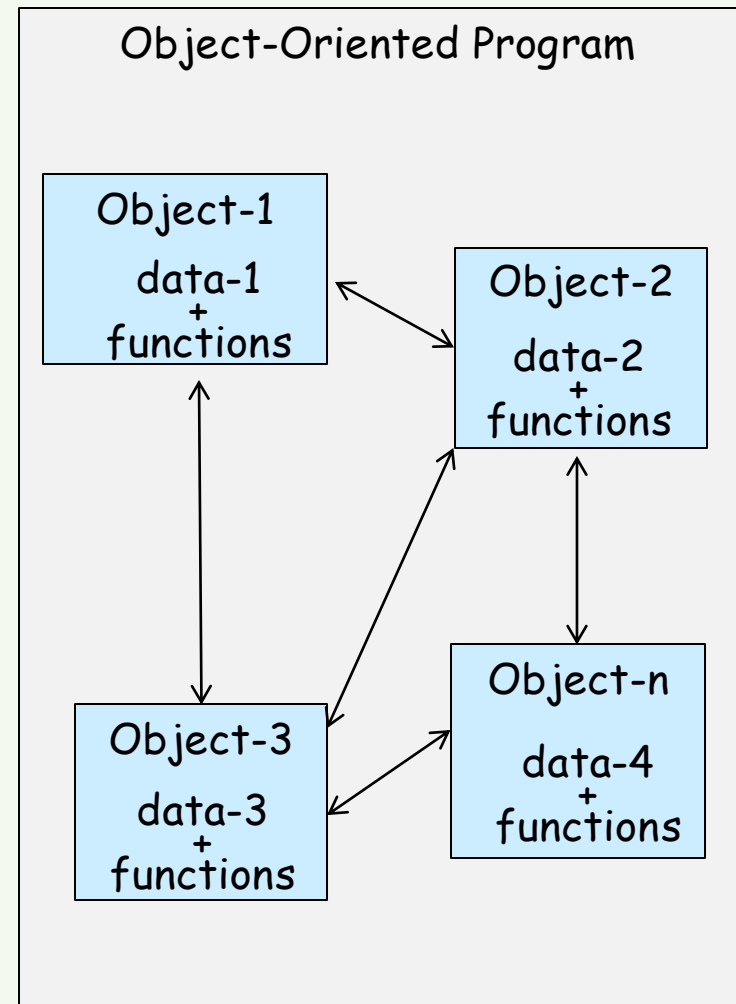 Object-Oriented Program
Object-1
data-1
+
functions
Object-2
data-2
+
functions
Object-3
data-3
+
functions
Object-n
data-4
+
functions